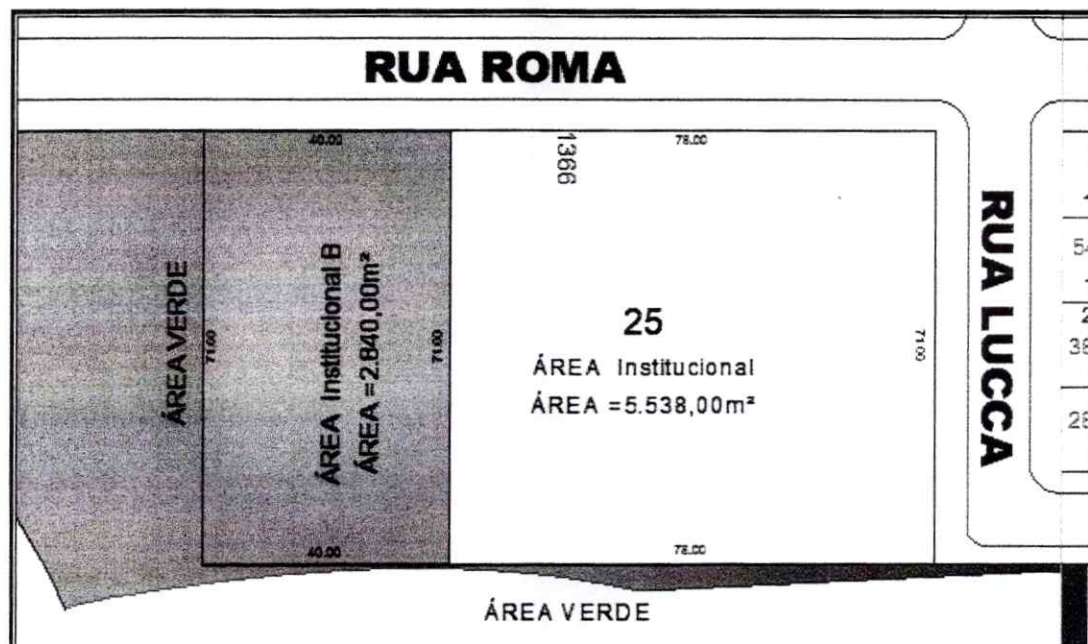 RUA ROMA
40.00
1366
78.00
ÁREA VERDE
71.00
ÁREA Institucional B
ÁREA =2.840,00m²
71.00
25
ÁREA Institucional
ÁREA =5.538,00m²
71.00
RUA LUCCA
40.00
78.00
ÁREA VERDE